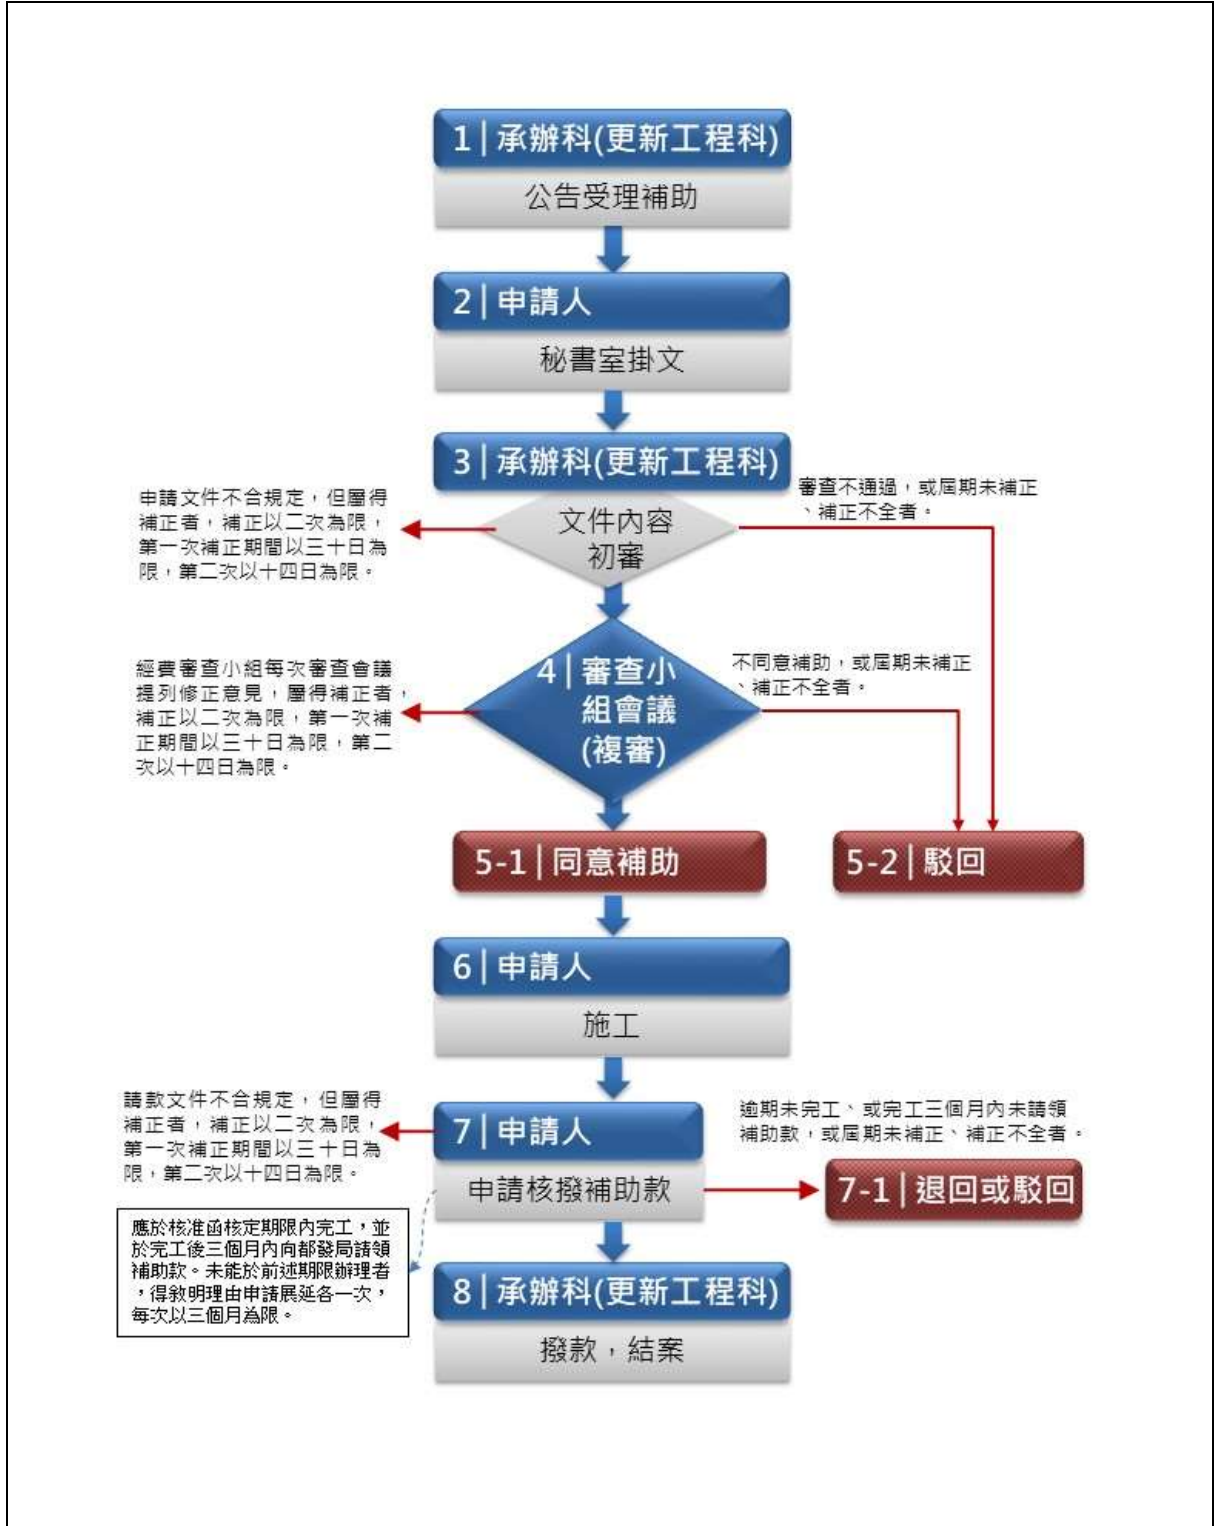 1|承辦科(更新工程科)
公告受理補助
2|申請人
秘書室掛文
3|承辦科(更新工程科)
文件內容
初審
申請文件不合規定，但屬得
補正者，補正以二次為限，
第一次補正期間以三十日為
限，第二次以十四日為限。
審查不通過，或屆期未補正
、補正不全者。
4|審查小
組會議
(複審)
經費審查小組每次審查會議
提列修正意見，屬得補正者，
補正以二次為限，第一次補
正期間以三十日為限，第二
次以十四日為限。
不同意補助，或屆期未補正
、補正不全者。
5-1|同意補助
5-2|駁回
6|申請人
施工
7|申請人
申請核撥補助款
請款文件不合規定，但屬得
補正者，補正以二次為限，
第一次補正期間以三十日為
限，第二次以十四日為限。
逾期未完工、或完工三個月內未請領
補助款，或屆期未補正、補正不全者。
7-1|退回或駁回
應於核准函核定期限內完工，並
於完工後三個月內向都發局請領
補助款。未能於前述期限辦理者
，得敘明理由申請展延各一次，
每次以三個月為限。
8|承辦科(更新工程科)
撥款，結案